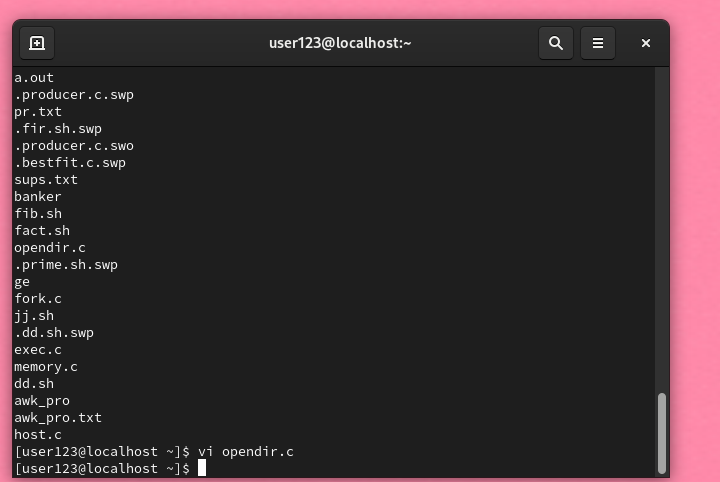 user123@localhost:~
a.out
.producer.c.swp
pr.txt
.fir.sh.swp
.producer.c.swo
.bestfit.c.swp
sups.txt
banker
fib.sh
fact.sh
opendir.c
.prime.sh.swp
ge
fork.c
jj.sh
.dd.sh.swp
exec.c
memory.c
dd.sh
awk_pro
awk_pro.txt
host.c
[user123@localhost ~]$ vi opendir.c
[user123@localhost ~]$